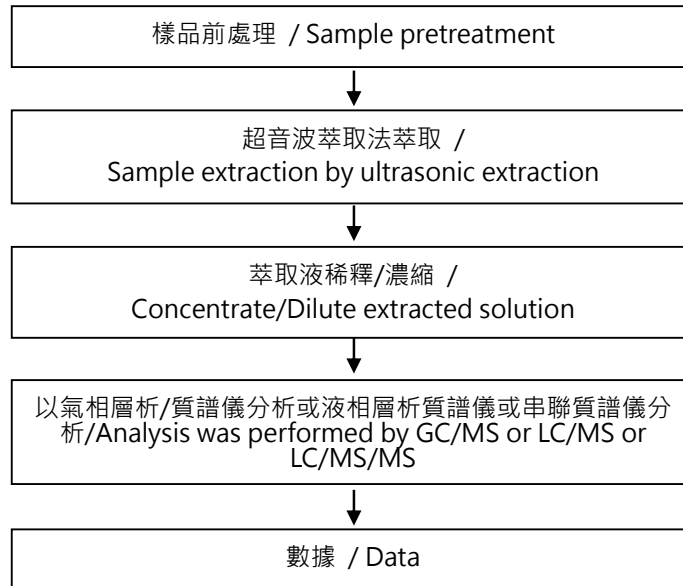 樣品前處理 / Sample pretreatment
超音波萃取法萃取 /
Sample extraction by ultrasonic extraction
萃取液稀釋/濃縮 /
Concentrate/Dilute extracted solution
以氣相層析/質譜儀分析或液相層析質譜儀或串聯質譜儀分
析/Analysis was performed by GC/MS or LC/MS or
LC/MS/MS
數據 / Data